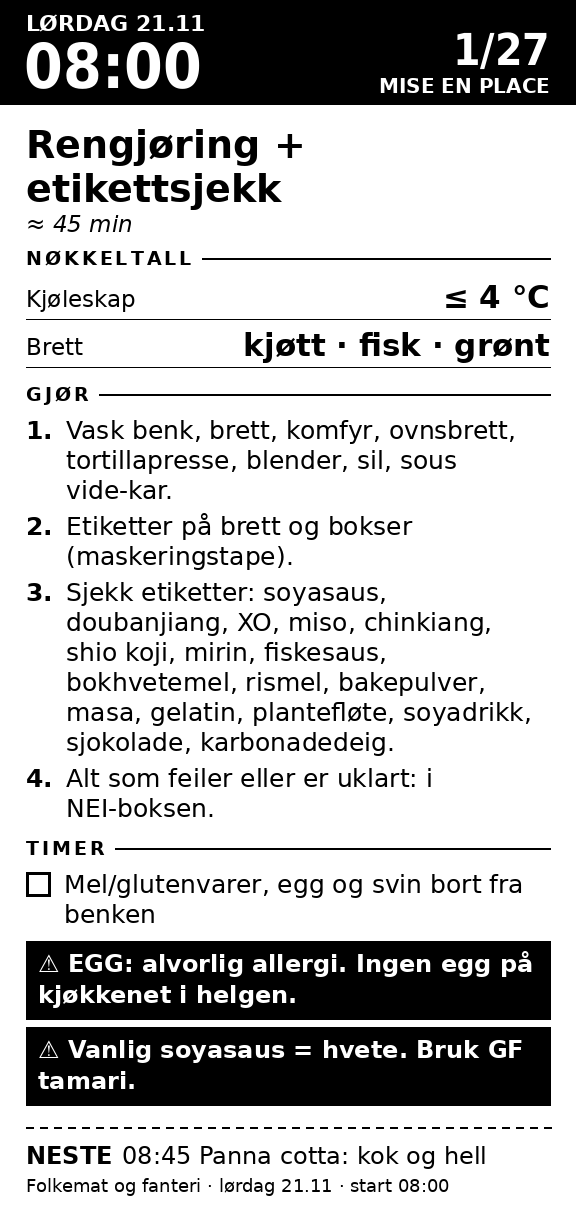 LØRDAG 21.11
08:00
1/27
MISE EN PLACE
Rengjøring +
etikettsjekk
≈ 45 min
NØKKELTALL
Kjøleskap ≤ 4 °C
Brett kjøtt · fisk · grønt
GJØR
1. Vask benk, brett, komfyr, ovnsbrett,
tortillapresse, blender, sil, sous
vide-kar.
2. Etiketter på brett og bokser
(maskeringstape).
3. Sjekk etiketter: soyasaus,
doubanjiang, XO, miso, chinkiang,
shio koji, mirin, fiskesaus,
bokhvetemel, rismel, bakepulver,
masa, gelatin, plantefløte, soyadrikk,
sjokolade, karbonadedeig.
4. Alt som feiler eller er uklart: i
NEI-boksen.
TIMER
Mel/glutenvarer, egg og svin bort fra
benken
⚠ EGG: alvorlig allergi. Ingen egg på
kjøkkenet i helgen.
⚠ Vanlig soyasaus = hvete. Bruk GF
tamari.
NESTE 08:45 Panna cotta: kok og hell
Folkemat og fanteri · lørdag 21.11 · start 08:00